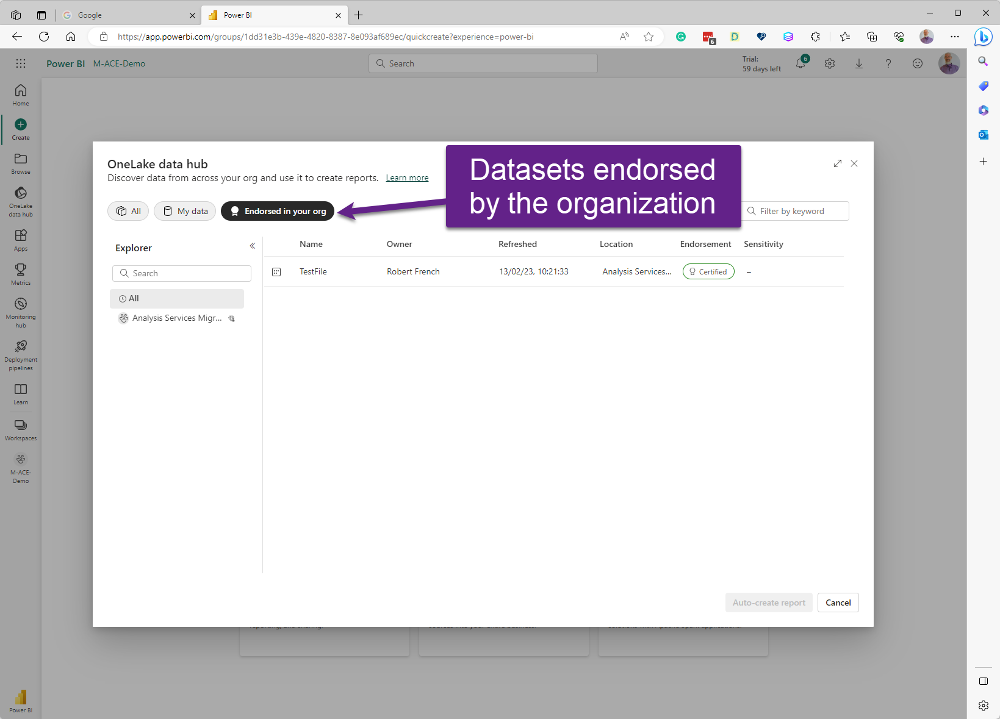 Google
Power BI
https://app.powerbi.com/groups/1dd31e3b-439e-4820-8387-8e093af689ec/quickcreate?experience=power-bi
6
Power BI M-ACE-Demo
Search
Trial:
59 days left
6
Home
Create
Browse
OneLake
data hub
Apps
Metrics
Monitoring
hub
Deployment
pipelines
Learn
Workspaces
M-ACE-
Demo
Power BI
OneLake data hub
Discover data from across your org and use it to create reports. Learn more
Datasets endorsed
by the organization
All
My data
Endorsed in your org
Filter by keyword
Explorer
Search
All
Analysis Services Migr...
Name Owner Refreshed Location Endorsement Sensitivity
TestFile Robert French 13/02/23, 10:21:33 Analysis Services... Certified –
Auto-create report
Cancel